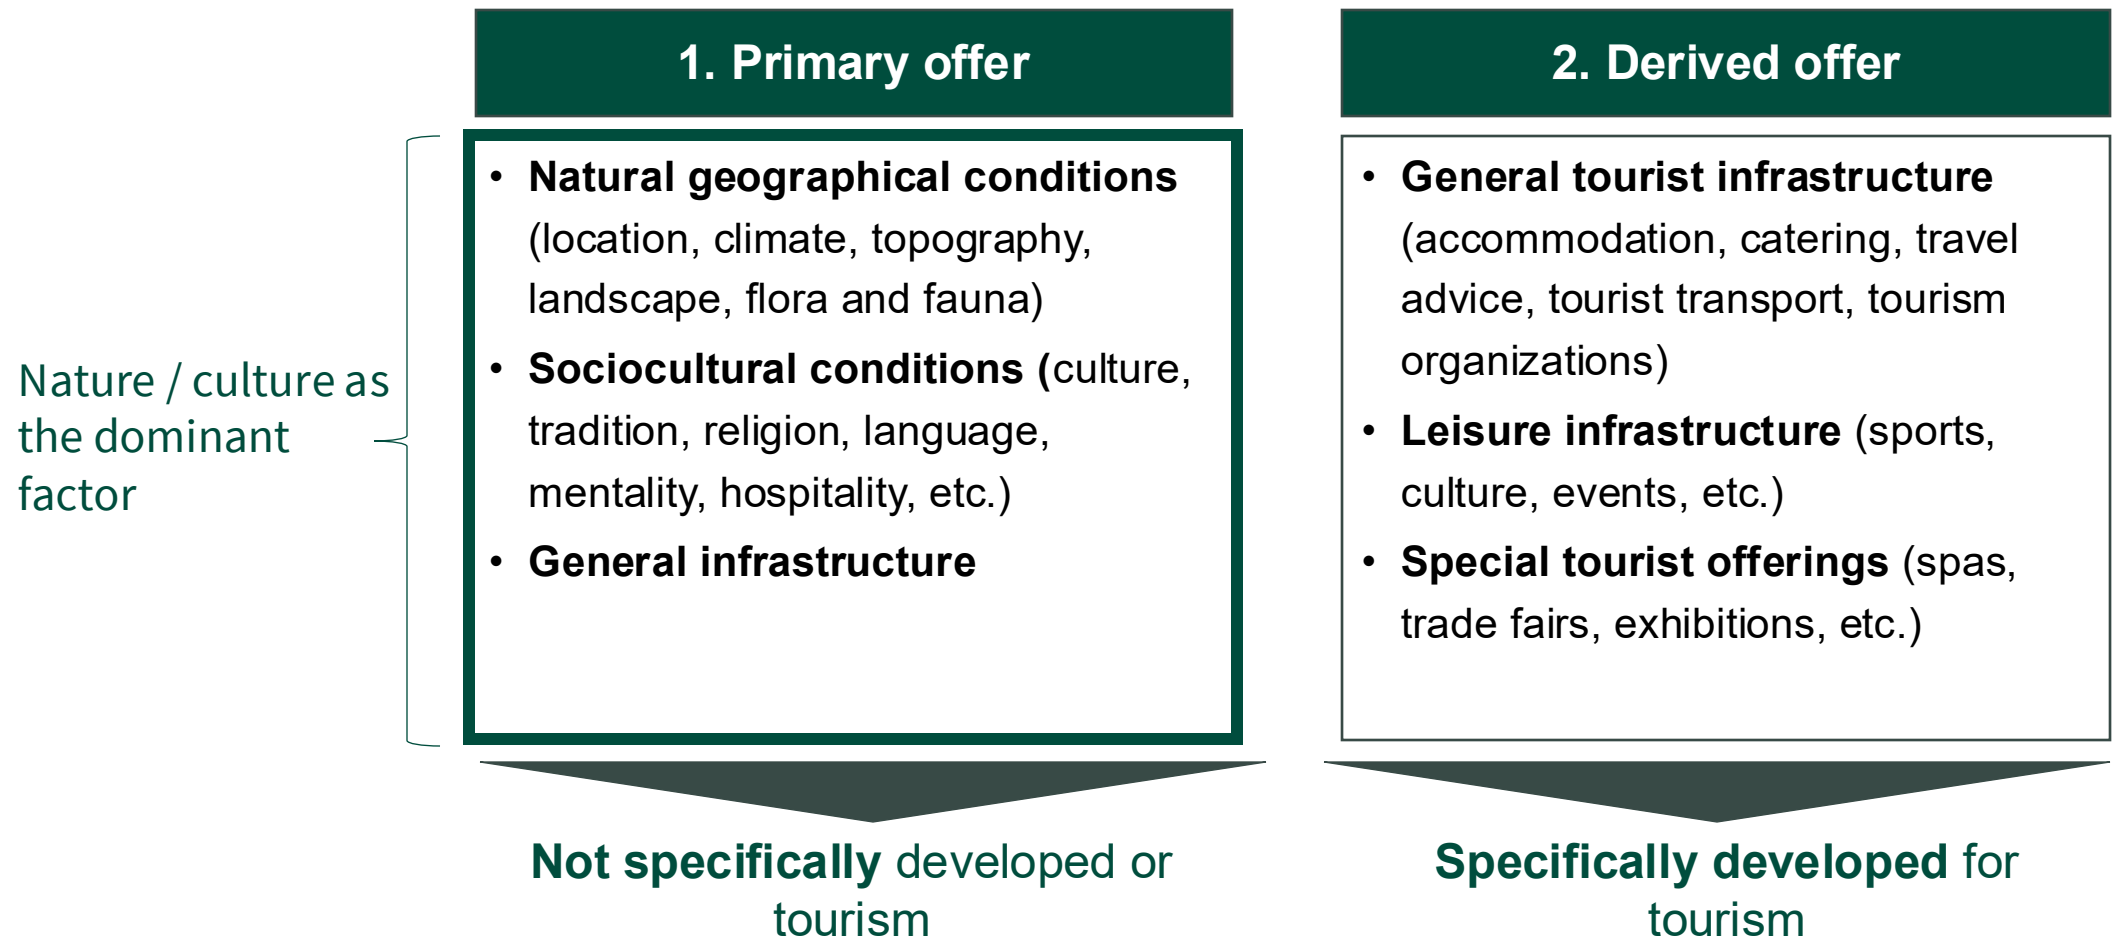 1. Primary offer
2. Derived offer
Nature / culture as
the dominant
factor
• Natural geographical conditions
(location, climate, topography,
landscape, flora and fauna)
• Sociocultural conditions (culture,
tradition, religion, language,
mentality, hospitality, etc.)
• General infrastructure
• General tourist infrastructure
(accommodation, catering, travel
advice, tourist transport, tourism
organizations)
• Leisure infrastructure (sports,
culture, events, etc.)
• Special tourist offerings (spas,
trade fairs, exhibitions, etc.)
Not specifically developed or
tourism
Specifically developed for
tourism